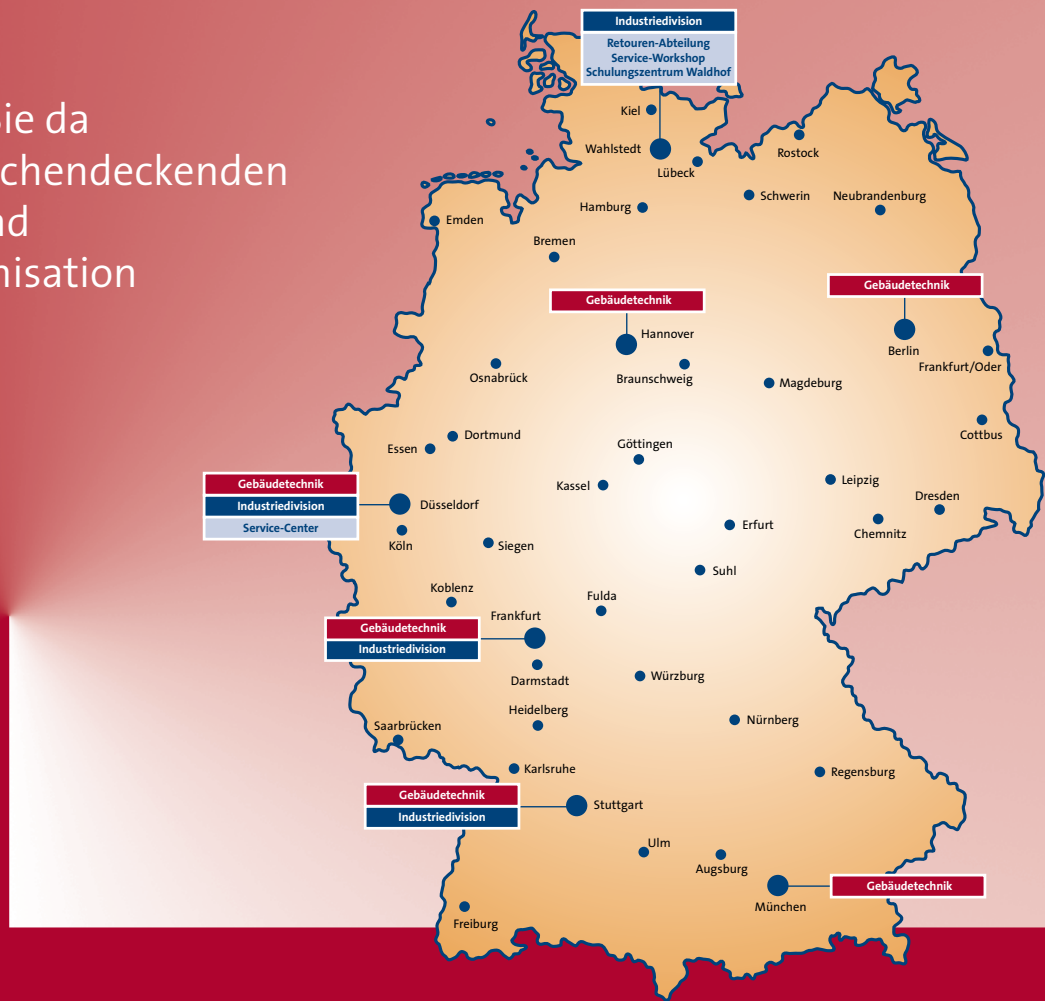 Sie da
chendeckenden
nd
nisation
Industriedivision
Retouren-Abteilung
Service-Workshop
Schulungszentrum Waldhof
Kiel
Wahlstedt
Rostock
Lübeck
Schwerin
Neubrandenburg
Hamburg
Emden
Bremen
Gebäudetechnik
Gebäudetechnik
Hannover
Berlin
Frankfurt/Oder
Osnabrück
Braunschweig
Magdeburg
Dortmund
Cottbus
Essen
Göttingen
Kassel
Leipzig
Dresden
Gebäudetechnik
Industriedivision
Service-Center
Düsseldorf
Erfurt
Chemnitz
Köln
Siegen
Suhl
Koblenz
Fulda
Frankfurt
Gebäudetechnik
Industriedivision
Darmstadt
Würzburg
Heidelberg
Nürnberg
Saarbrücken
Karlsruhe
Regensburg
Gebäudetechnik
Industriedivision
Stuttgart
Ulm
Augsburg
Gebäudetechnik
München
Freiburg